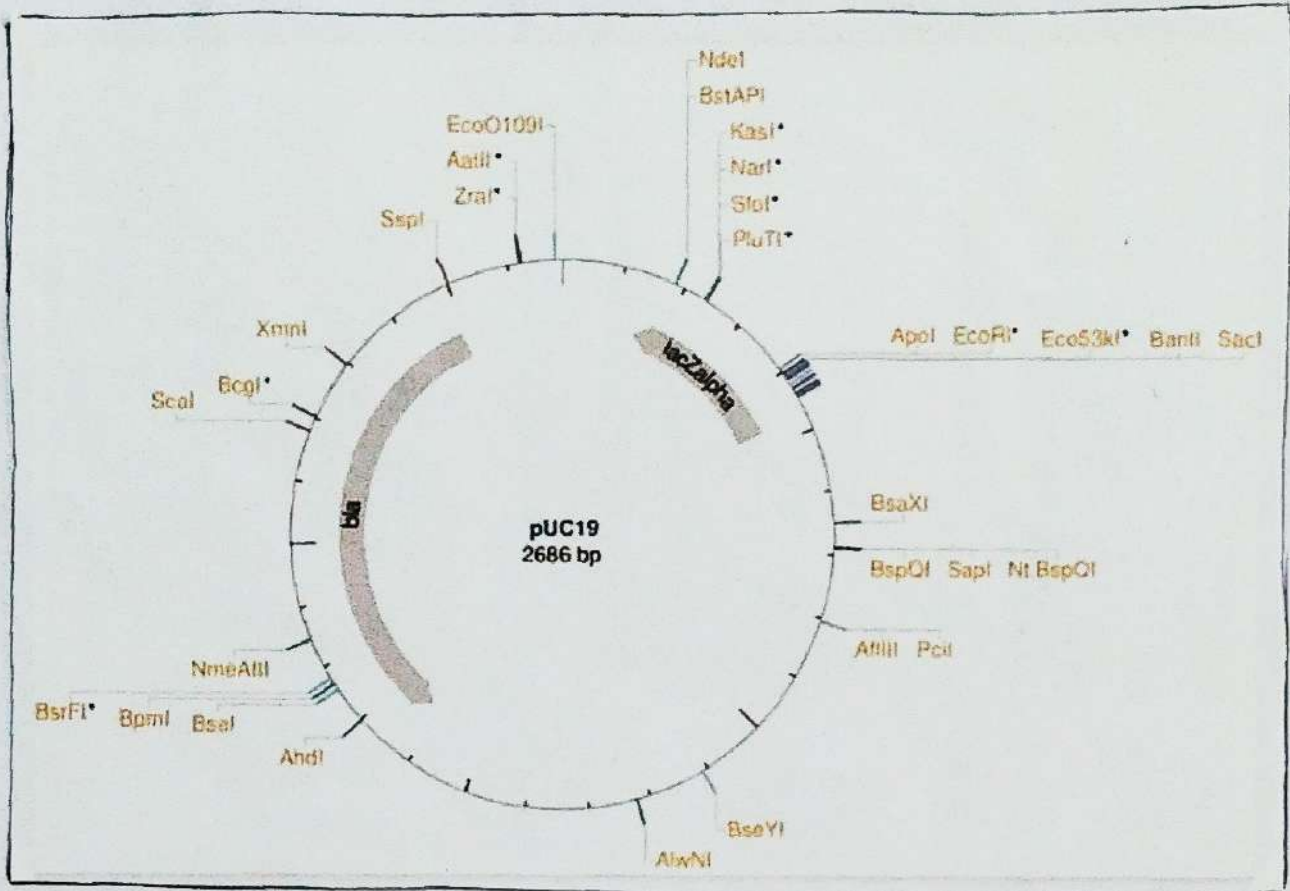 NdeI
BstAPI
EcoO109I
KasI*
AatII*
NarI*
ZraI*
SfoI*
SspI
PluTI*
XmnI
ApoI EcoRI* Eco53kI* BanII SacI
BcgI*
ScaI
lacZalpha
bla
BsaXI
pUC19
2686 bp
BspQI SapI Nt.BspQI
AflIII PciI
NmeAIII
BsrFI* BpmI BsaI
AhdI
BseYI
AlwNI